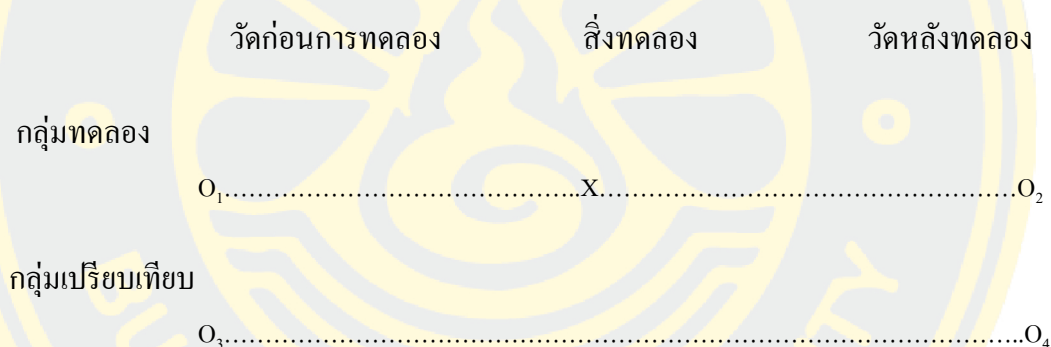 วัดก่อนการทดลอง สิ่งทดลอง วัดหลังทดลอง
กลุ่มทดลอง
O₁……………………………………..X…………………………………………….O₂
กลุ่มเปรียบเทียบ
O₃………………………………………………………………………………………..O₄